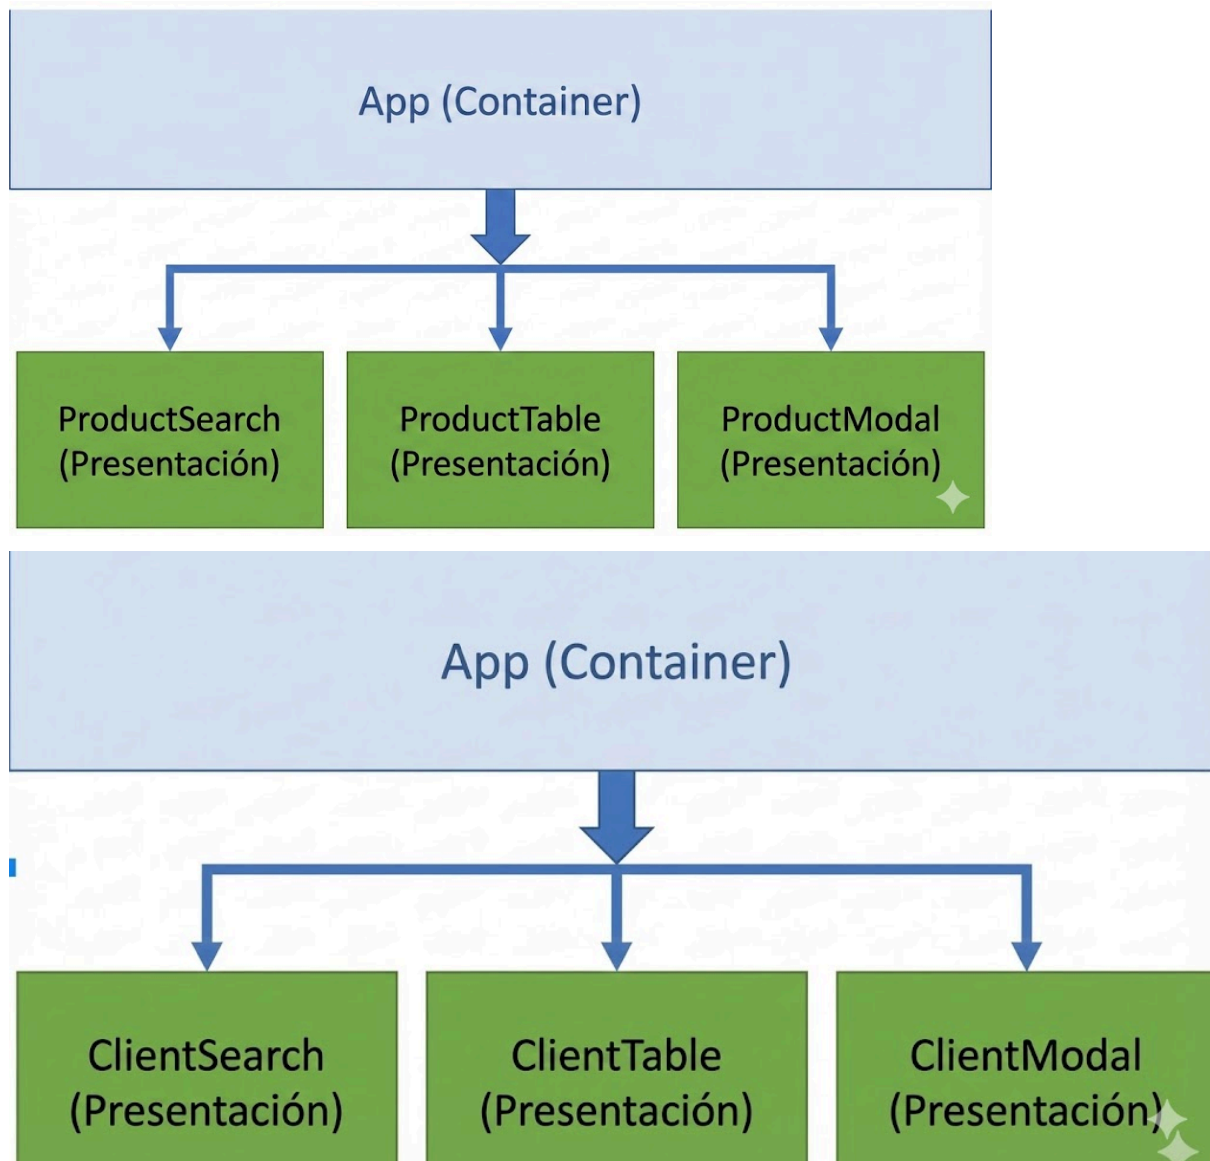 App (Container)
ProductSearch
(Presentación)
ProductTable
(Presentación)
ProductModal
(Presentación)
App (Container)
ClientSearch
(Presentación)
ClientTable
(Presentación)
ClientModal
(Presentación)